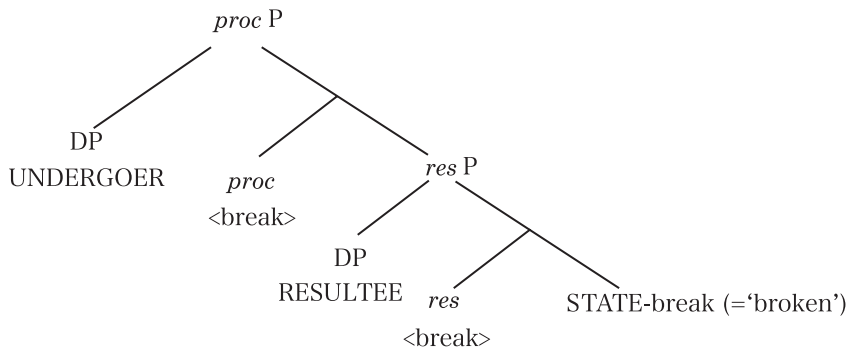 proc P
DP
UNDERGOER
proc
<break>
res P
DP
RESULTEE
res
<break>
STATE-break (=‘broken’)